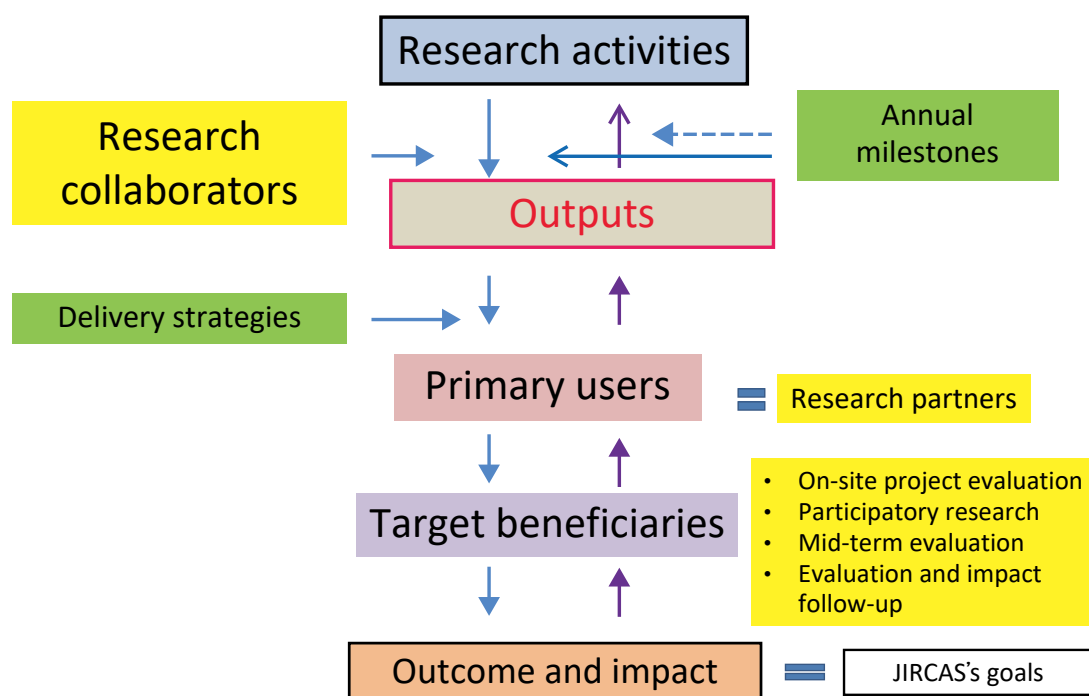 Research activities
Research
collaborators
Annual
milestones
Outputs
Delivery strategies
Primary users
Research partners
Target beneficiaries
• On-site project evaluation
• Participatory research
• Mid-term evaluation
• Evaluation and impact
follow-up
Outcome and impact
JIRCAS's goals